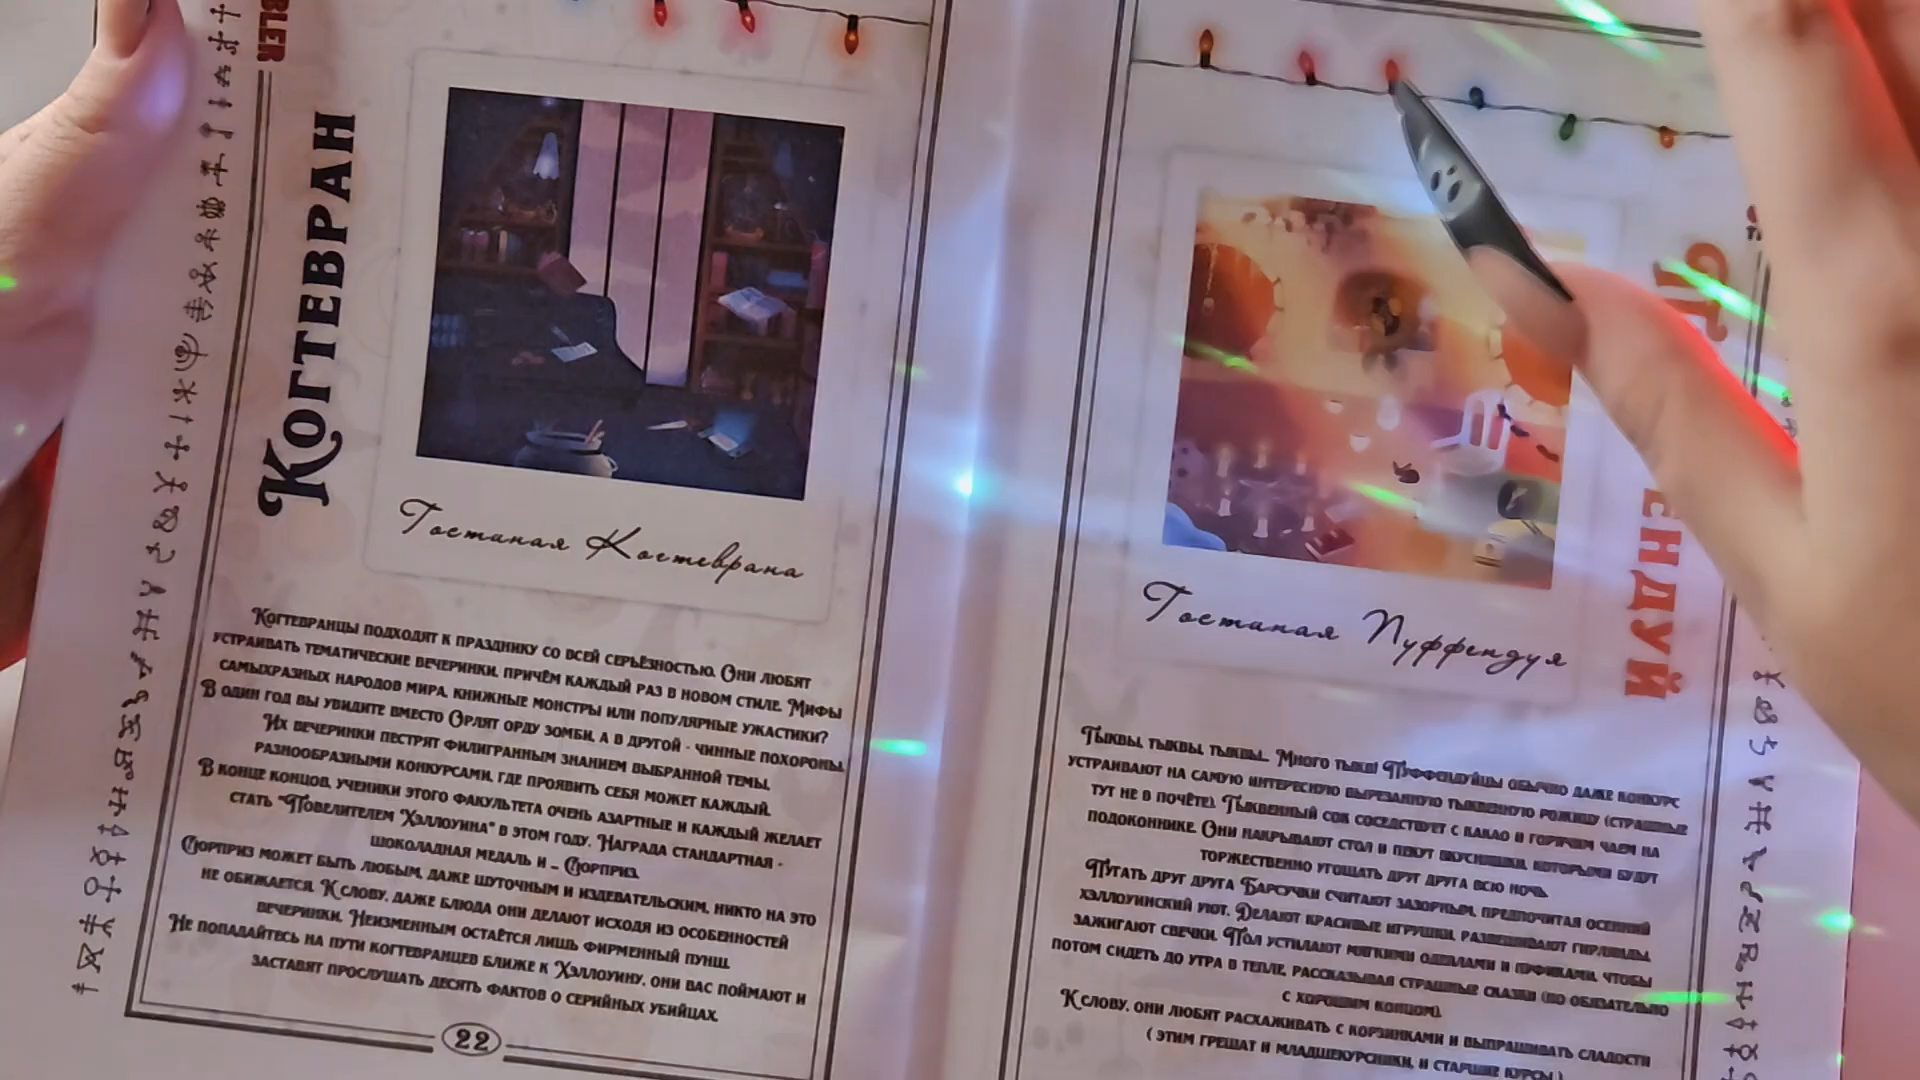 BLER
Когтевран
Гостиная Когтеврана
Когтевранцы подходят к празднику со всей серьёзностью. Они любят
устраивать тематические вечеринки, причём каждый раз в новом стиле. Мифы
самыхразных народов мира, книжные монстры или популярные ужастики?
В один год вы увидите вместо Орлят орду зомби, а в другой - чинные похороны.
Их вечеринки пестрят филигранным знанием выбранной темы,
разнообразными конкурсами, где проявить себя может каждый.
В конце концов, ученики этого факультета очень азартные и каждый желает
стать "Повелителем Хэллоуина" в этом году. Награда стандартная -
шоколадная медаль и ... Сюрприз.
Сюрприз может быть любым, даже шуточным и издевательским, никто на это
не обижается. К слову, даже блюда они делают исходя из особенностей
вечеринки. Неизменным остаётся лишь фирменный пунш.
Не попадайтесь на пути когтевранцев ближе к Хэллоуину, они вас поймают и
заставят прослушать десять фактов о серийных убийцах.
22
ендуй
Гостиная Пуффендуя
Тыквы, тыквы, тыквы... Много тыкв! Пуффендуйцы обычно даже конкурс
устраивают на самую интересную вырезанную тыквенную рожицу (страшные
тут не в почёте). Тыквенный сок соседствует с какао и горячим чаем на
подоконнике. Они накрывают стол и пекут вкусняшки, которыми будут
торжественно угощать друг друга всю ночь.
Пугать друг друга Барсучки считают зазорным, предпочитая осенний
хэллоуинский уют. Делают красивые игрушки, развешивают гирлянды,
зажигают свечки. Пол устилают мягкими одеялами и пуфиками, чтобы
потом сидеть до утра в тепле, рассказывая страшные сказки (но обязательно
с хорошим концом).
К слову, они любят расхаживать с корзинками и выпрашивать сладости
( этим грешат и младшекурсники, и старшие курсы )